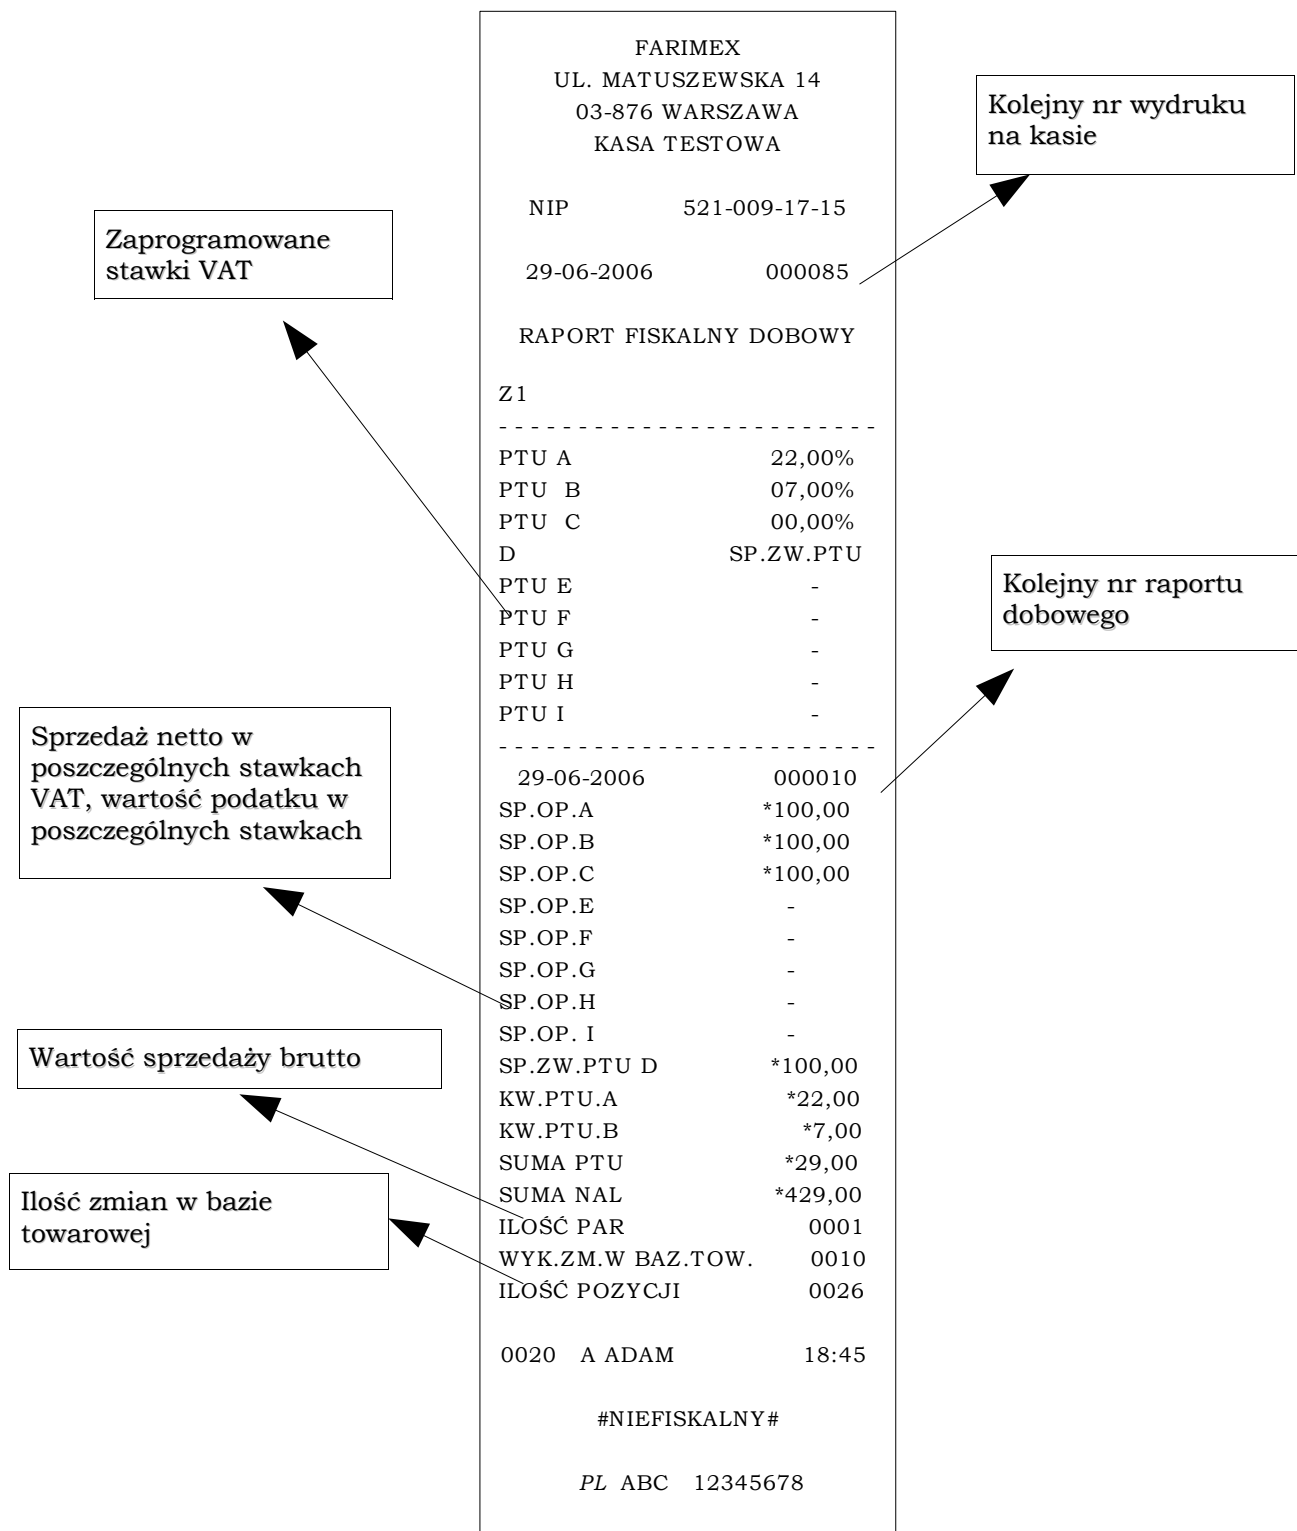 FARIMEX
UL. MATUSZEWSKA 14
03-876 WARSZAWA
KASA TESTOWA
NIP 521-009-17-15
29-06-2006 000085
RAPORT FISKALNY DOBOWY
Z1
- - - - - - - - - - - - - - - - - - - - - - - -
PTU A 22,00%
PTU B 07,00%
PTU C 00,00%
D SP.ZW.PTU
PTU E -
PTU F -
PTU G -
PTU H -
PTU I -
- - - - - - - - - - - - - - - - - - - - - - - -
29-06-2006 000010
SP.OP.A *100,00
SP.OP.B *100,00
SP.OP.C *100,00
SP.OP.E -
SP.OP.F -
SP.OP.G -
SP.OP.H -
SP.OP. I -
SP.ZW.PTU D *100,00
KW.PTU.A *22,00
KW.PTU.B *7,00
SUMA PTU *29,00
SUMA NAL *429,00
ILOŚĆ PAR 0001
WYK.ZM.W BAZ.TOW. 0010
ILOŚĆ POZYCJI 0026
0020 A ADAM 18:45
#NIEFISKALNY#
PL ABC 12345678
Kolejny nr wydruku
na kasie
Zaprogramowane
stawki VAT
Kolejny nr raportu
dobowego
Sprzedaż netto w
poszczególnych stawkach
VAT, wartość podatku w
poszczególnych stawkach
Wartość sprzedaży brutto
Ilość zmian w bazie
towarowej